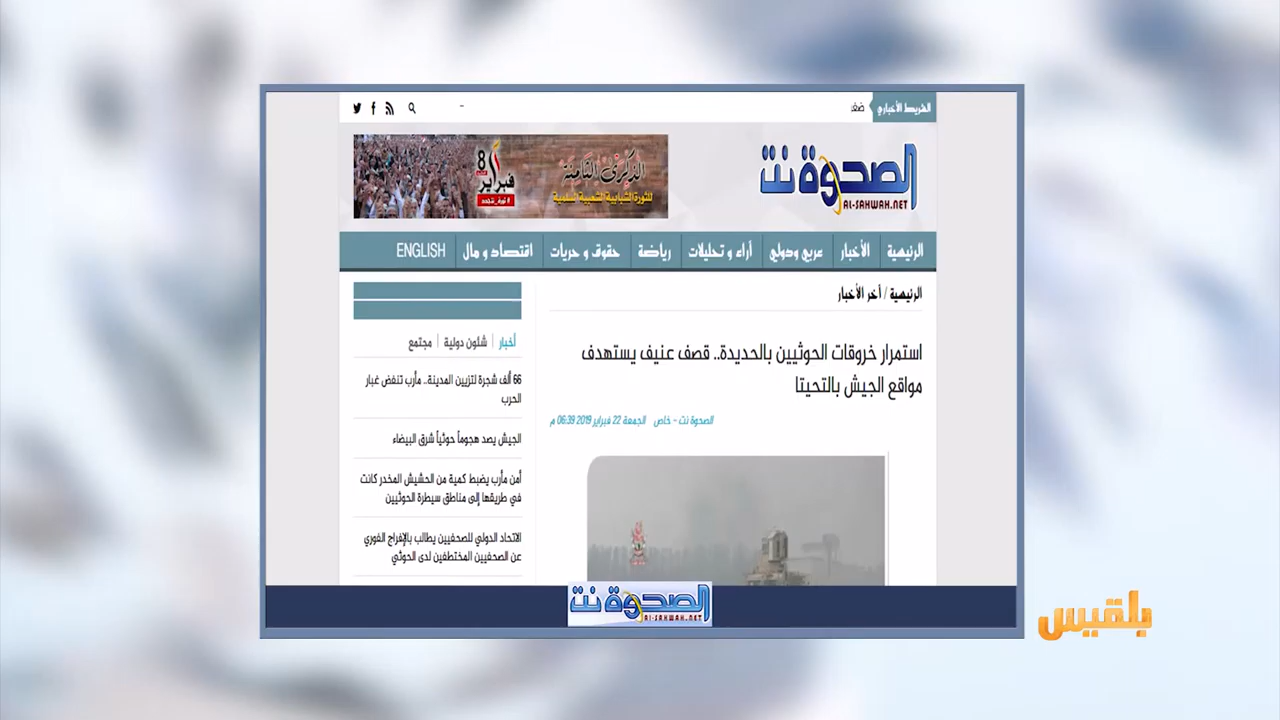 الشريط الأخباري
ضغر
الصحوة نت
AL-SAHWAH.NET
الذكرى الثامنة
للثورة الشبابية الشعبية السلمية
8
فبراير
الرئيسية
الأخبار
عربي ودولي
آراء و تحليلات
رياضة
حقوق و حريات
اقتصاد و مال
ENGLISH
الرئيسية / آخر الأخبار
استمرار خروقات الحوثيين بالحديدة.. قصف عنيف يستهدف
مواقع الجيش بالتحيتا
الصحوة نت - خاص
الجمعة 22 فبراير 2019 06:39 م
أخبار
شئون دولية
مجتمع
66 ألف شجرة لتزيين المدينة.. مأرب تنفض غبار
الحرب
الجيش يصد هجوماً حوثياً شرق البيضاء
أمن مأرب يضبط كمية من الحشيش المخدر كانت
في طريقها إلى مناطق سيطرة الحوثيين
الاتحاد الدولي للصحفيين يطالب بالإفراج الفوري
عن الصحفيين المختطفين لدى الحوثي
الصحوة نت
AL-SAHWAH.NET
بلقيس